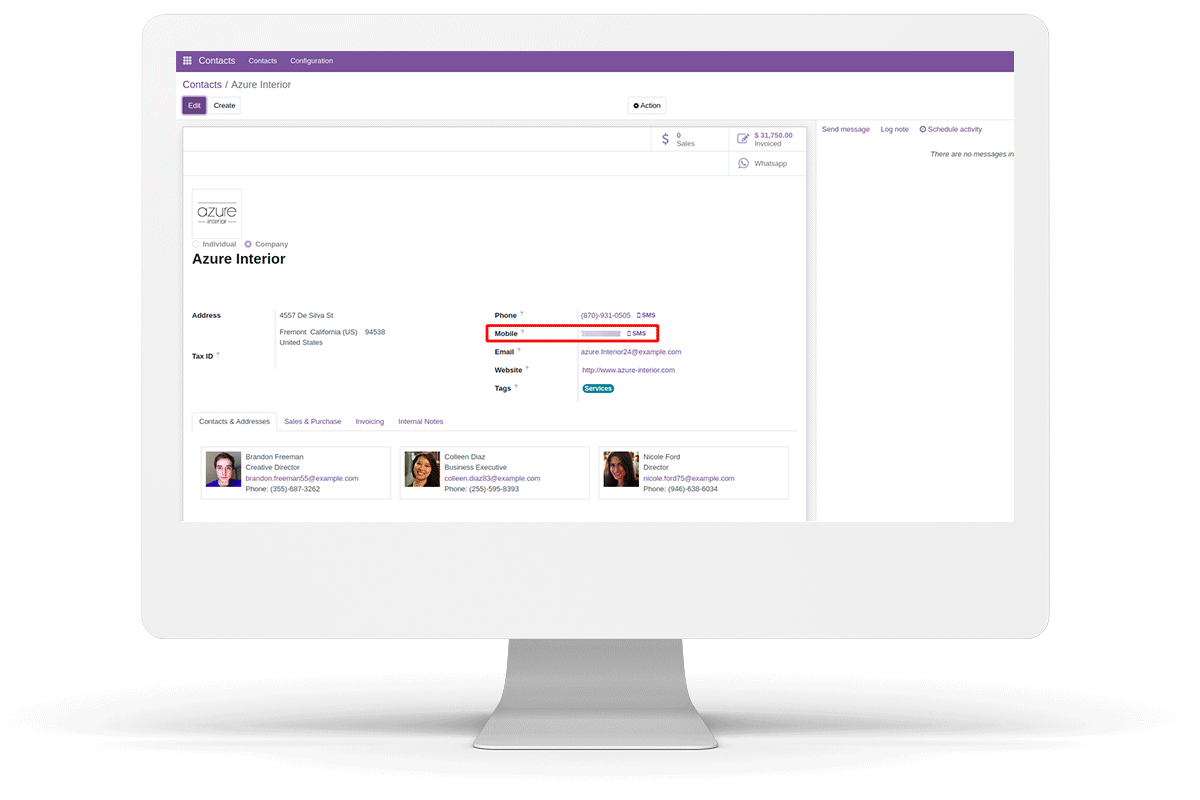 Contacts Contacts Configuration
Contacts / Azure Interior
Edit Create Action
Send message Log note Schedule activity
There are no messages in
$ 0 Sales
$ 31,750.00 Invoiced
Whatsapp
azure
interior
Individual Company
Azure Interior
Address 4557 De Silva St
Fremont California (US) 94538
United States
Tax ID ?
Phone ? (870)-931-0505 SMS
Mobile ? SMS
Email ? azure.Interior24@example.com
Website ? http://www.azure-interior.com
Tags ? Services
Contacts & Addresses Sales & Purchase Invoicing Internal Notes
Brandon Freeman
Creative Director
brandon.freeman55@example.com
Phone: (355)-687-3262
Colleen Diaz
Business Executive
colleen.diaz83@example.com
Phone: (255)-595-8393
Nicole Ford
Director
nicole.ford75@example.com
Phone: (946)-638-6034